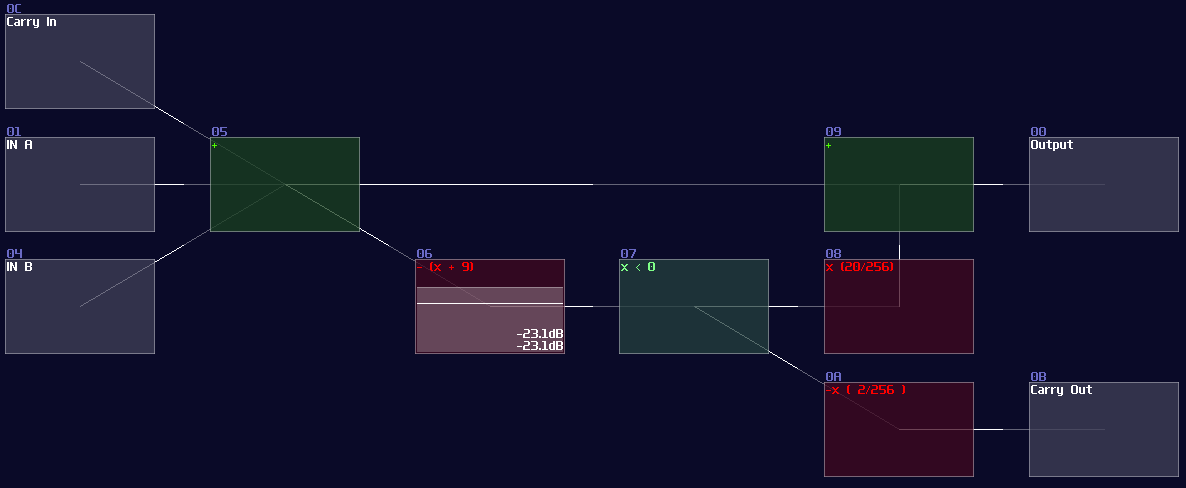 0C
Carry In
01
IN A
05
+
09
+
00
Output
04
IN B
06
- (x + 9)
-23.1dB
-23.1dB
07
x < 0
08
x (20/256)
0A
-x ( 2/256 )
0B
Carry Out